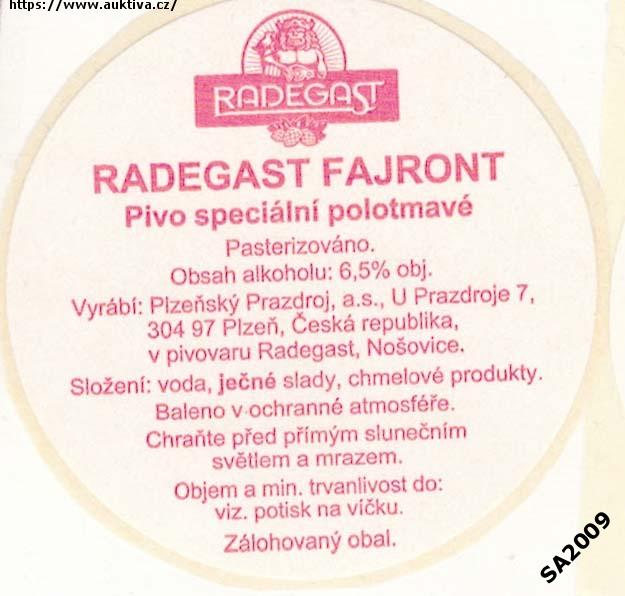 https://www.auktiva.cz/
RADEGAST
RADEGAST FAJRONT
Pivo speciální polotmavé
Pasterizováno.
Obsah alkoholu: 6,5% obj.
Vyrábí: Plzeňský Prazdroj, a.s., U Prazdroje 7,
304 97 Plzeň, Česká republika,
v pivovaru Radegast, Nošovice.
Složení: voda, ječné slady, chmelové produkty.
Baleno v ochranné atmosféře.
Chraňte před přímým slunečním
světlem a mrazem.
Objem a min. trvanlivost do:
viz. potisk na víčku.
Zálohovaný obal.
SA2009